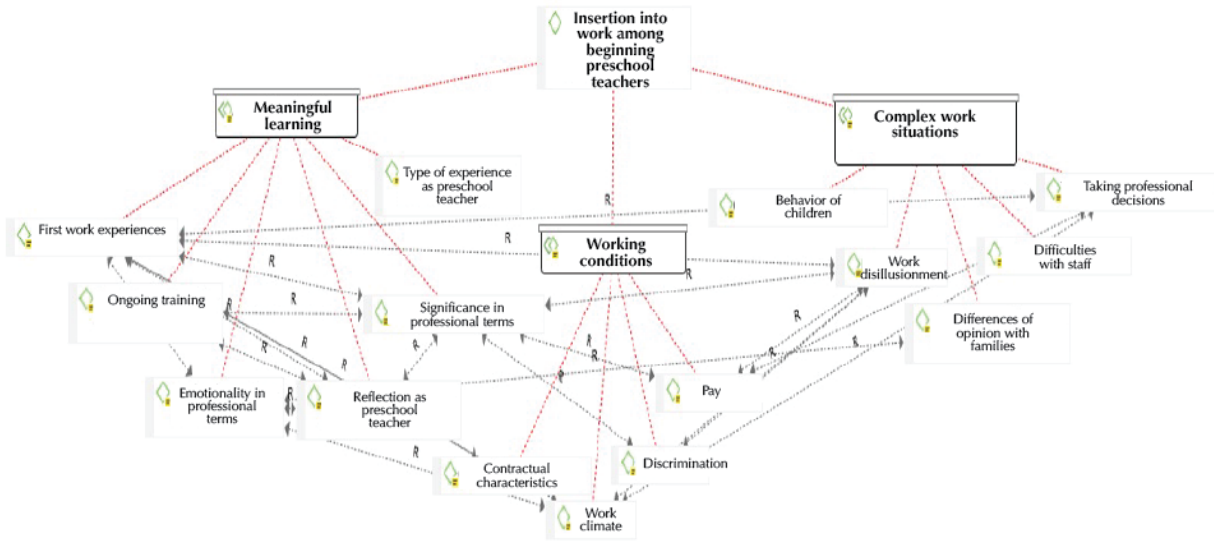 Insertion into
work among
beginning
preschool
teachers
Meaningful
learning
Complex work
situations
Type of experience
as preschool
teacher
Behavior of
children
Taking professional
decisions
R
First work experiences
R
Working
conditions
Difficulties
with staff
R
R
Work
disillusionment
Ongoing training
R
R
Significance in
professional terms
Differences of
opinion with
families
R
R
R
R
R
R
R
R
R
R
R
Emotionality in
professional
terms
R
Reflection as
preschool
teacher
Pay
R
Contractual
characteristics
Discrimination
Work
climate